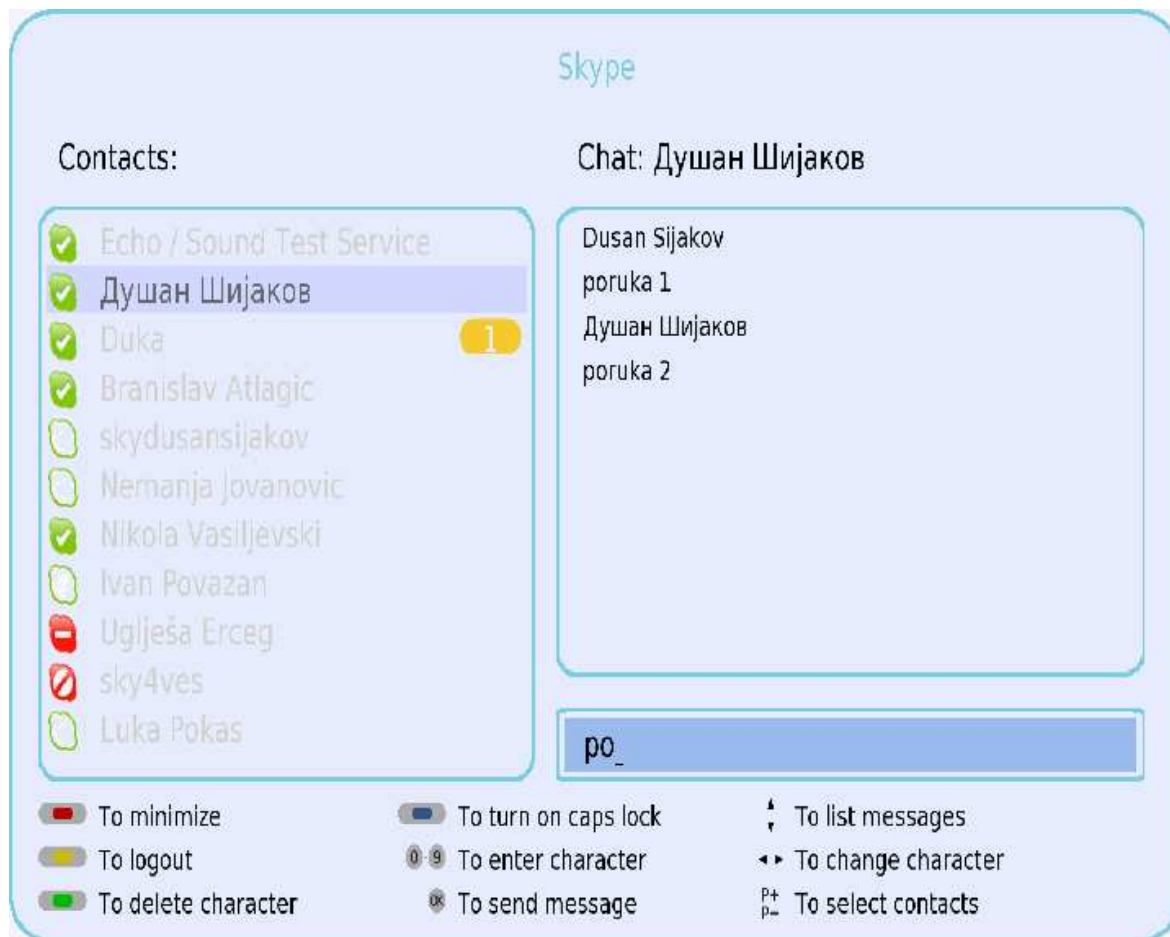 Skype
Contacts:
Echo / Sound Test Service
Душан Шијаков
Duka
1
Branislav Atlagic
skydusansijakov
Nemanja Jovanovic
Nikola Vasiljevski
Ivan Povazan
Uglješa Erceg
sky4ves
Luka Pokas
Chat: Душан Шијаков
Dusan Sijakov
poruka 1
Душан Шијаков
poruka 2
po_
To minimize
To turn on caps lock
To list messages
To logout
0-9 To enter character
To change character
To delete character
OK To send message
P+ P- To select contacts